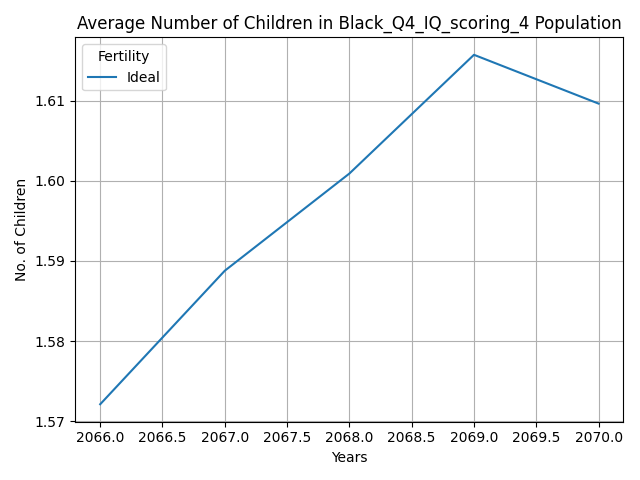 Average Number of Children in Black_Q4_IQ_scoring_4 Population
Fertility
Ideal
1.61
1.60
1.59
1.58
1.57
No. of Children
2066.0 2066.5 2067.0 2067.5 2068.0 2068.5 2069.0 2069.5 2070.0
Years